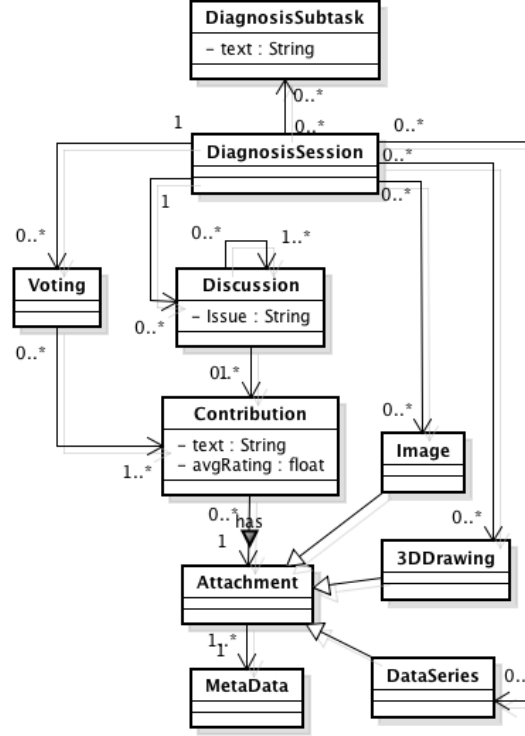 DiagnosisSubtask
– text : String
0..*
0..*
1
0..*
DiagnosisSession
0..*
0..*
1
0..*
0..*
1..*
Voting
Discussion
– Issue : String
0..*
0..*
01.*
0..*
Contribution
– text : String
– avgRating : float
1..*
Image
0..*
has
0..*
1
3DDrawing
Attachment
1..*
1
DataSeries
0..
MetaData